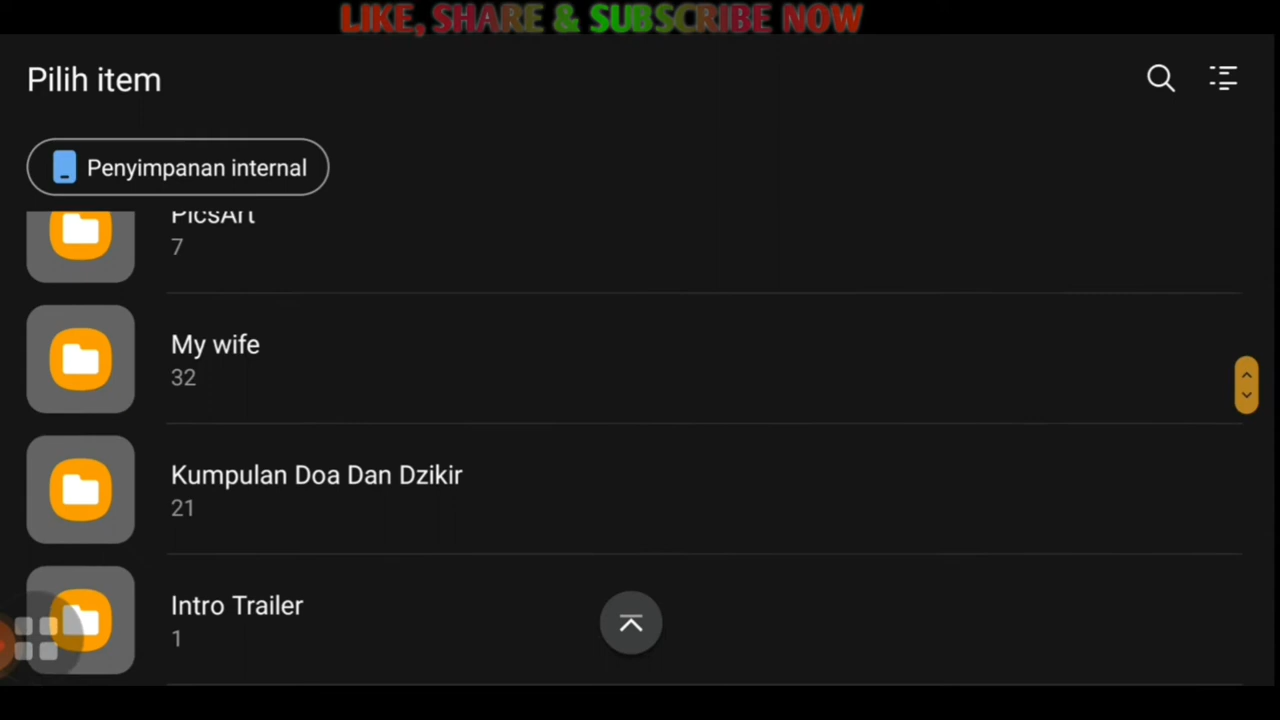 LIKE, SHARE & SUBSCRIBE NOW
Pilih item
Penyimpanan internal
PicsArt
7
My wife
32
Kumpulan Doa Dan Dzikir
21
Intro Trailer
1